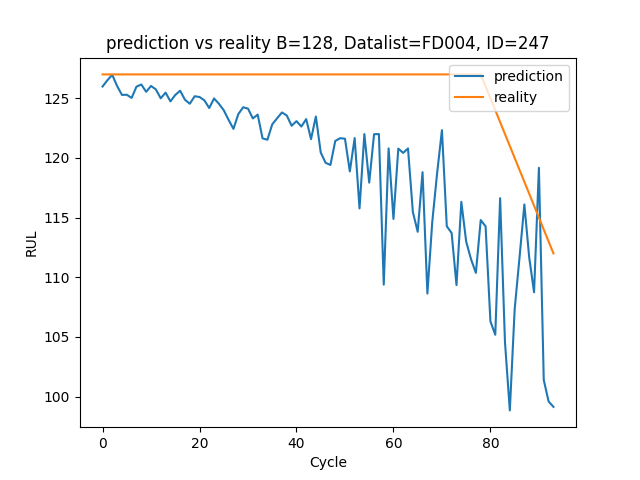 prediction vs reality B=128, Datalist=FD004, ID=247
prediction
reality
125
120
115
110
105
100
RUL
0 20 40 60 80
Cycle